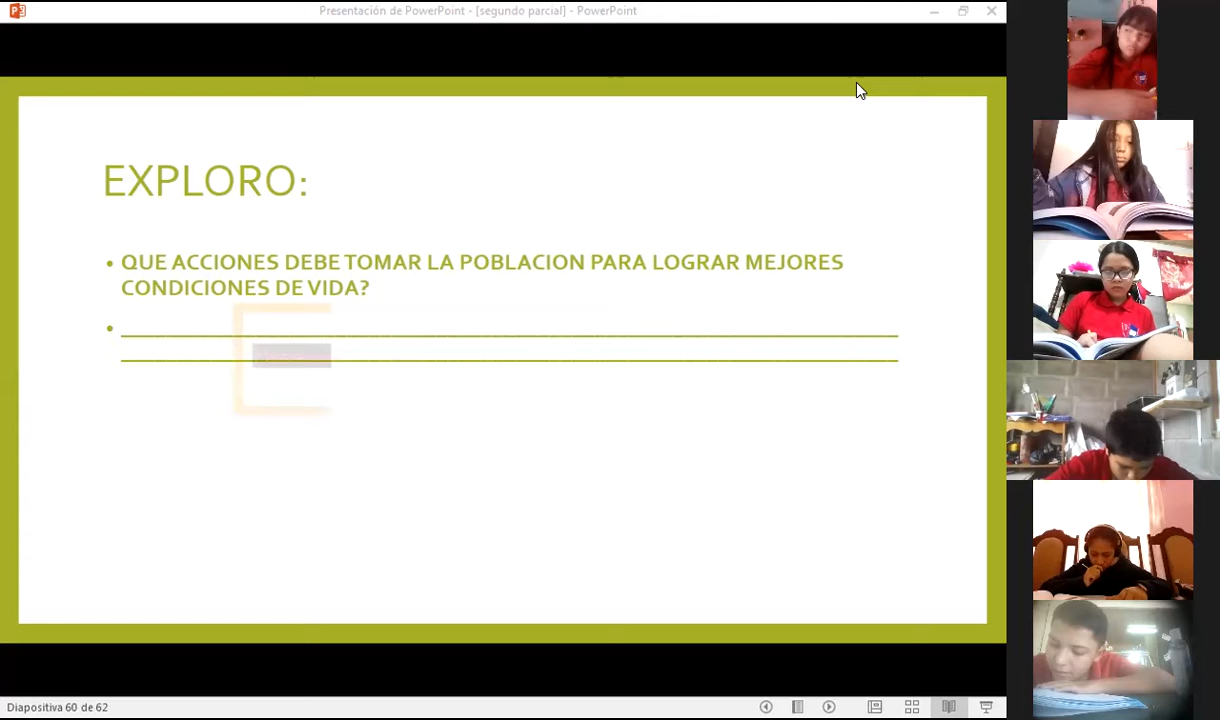 Presentación de PowerPoint - [segundo parcial] - PowerPoint
EXPLORO:
• QUE ACCIONES DEBE TOMAR LA POBLACION PARA LOGRAR MEJORES
CONDICIONES DE VIDA?
Diapositiva 60 de 62